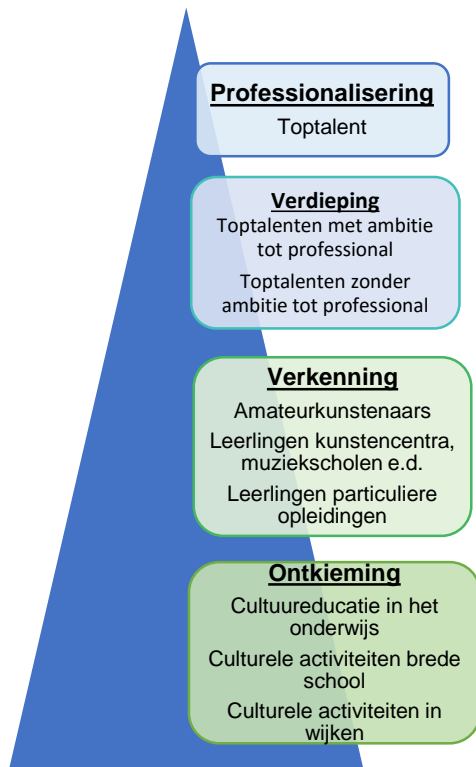 Professionalisering
Toptalent
Verdieping
Toptalenten met ambitie
tot professional
Toptalenten zonder
ambitie tot professional
Verkenning
Amateurkunstenaars
Leerlingen kunstencentra,
muziekscholen e.d.
Leerlingen particuliere
opleidingen
Ontkieming
Cultuureducatie in het
onderwijs
Culturele activiteiten brede
school
Culturele activiteiten in
wijken